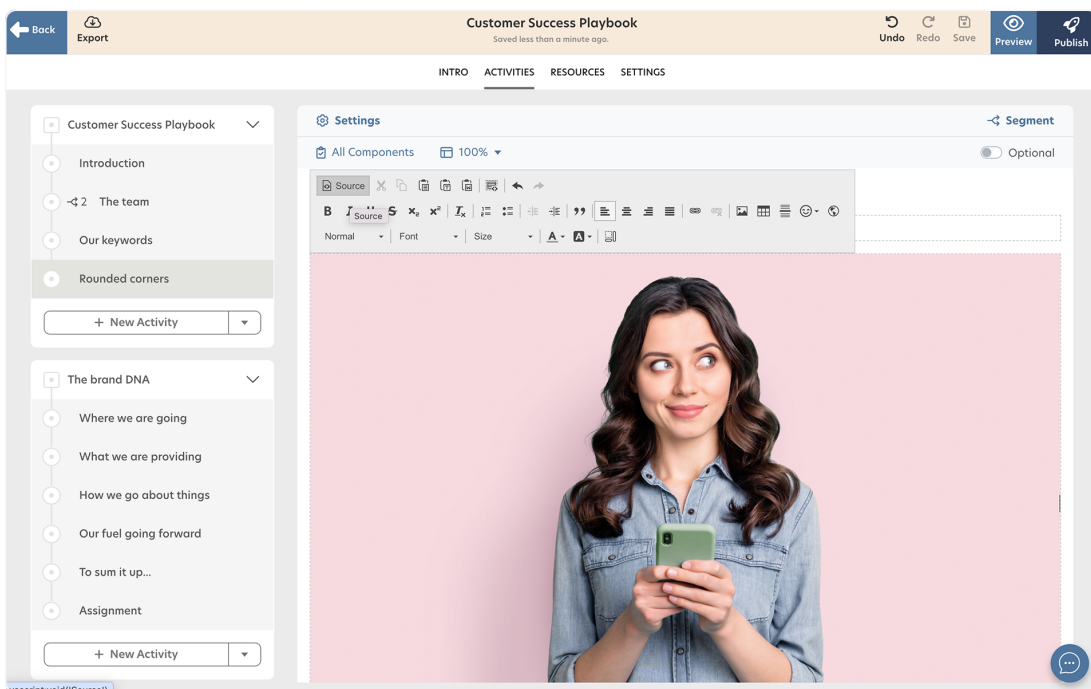 Back
Export
Customer Success Playbook
Saved less than a minute ago.
Undo
Redo
Save
Preview
Publish
INTRO ACTIVITIES RESOURCES SETTINGS
Customer Success Playbook
Introduction
2 The team
Our keywords
Rounded corners
+ New Activity
The brand DNA
Where we are going
What we are providing
How we go about things
Our fuel going forward
To sum it up...
Assignment
+ New Activity
Settings
Segment
All Components
100%
Optional
Source
B I U S x₂ x² Tx
Source
Normal Font Size A A